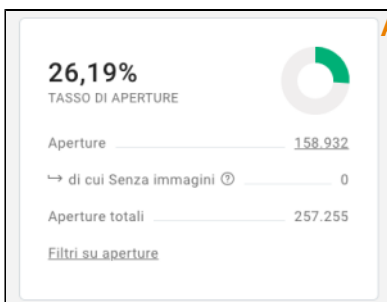 26,19%
TASSO DI APERTURE
Aperture 158.932
↪ di cui Senza immagini ? 0
Aperture totali 257.255
Filtri su aperture